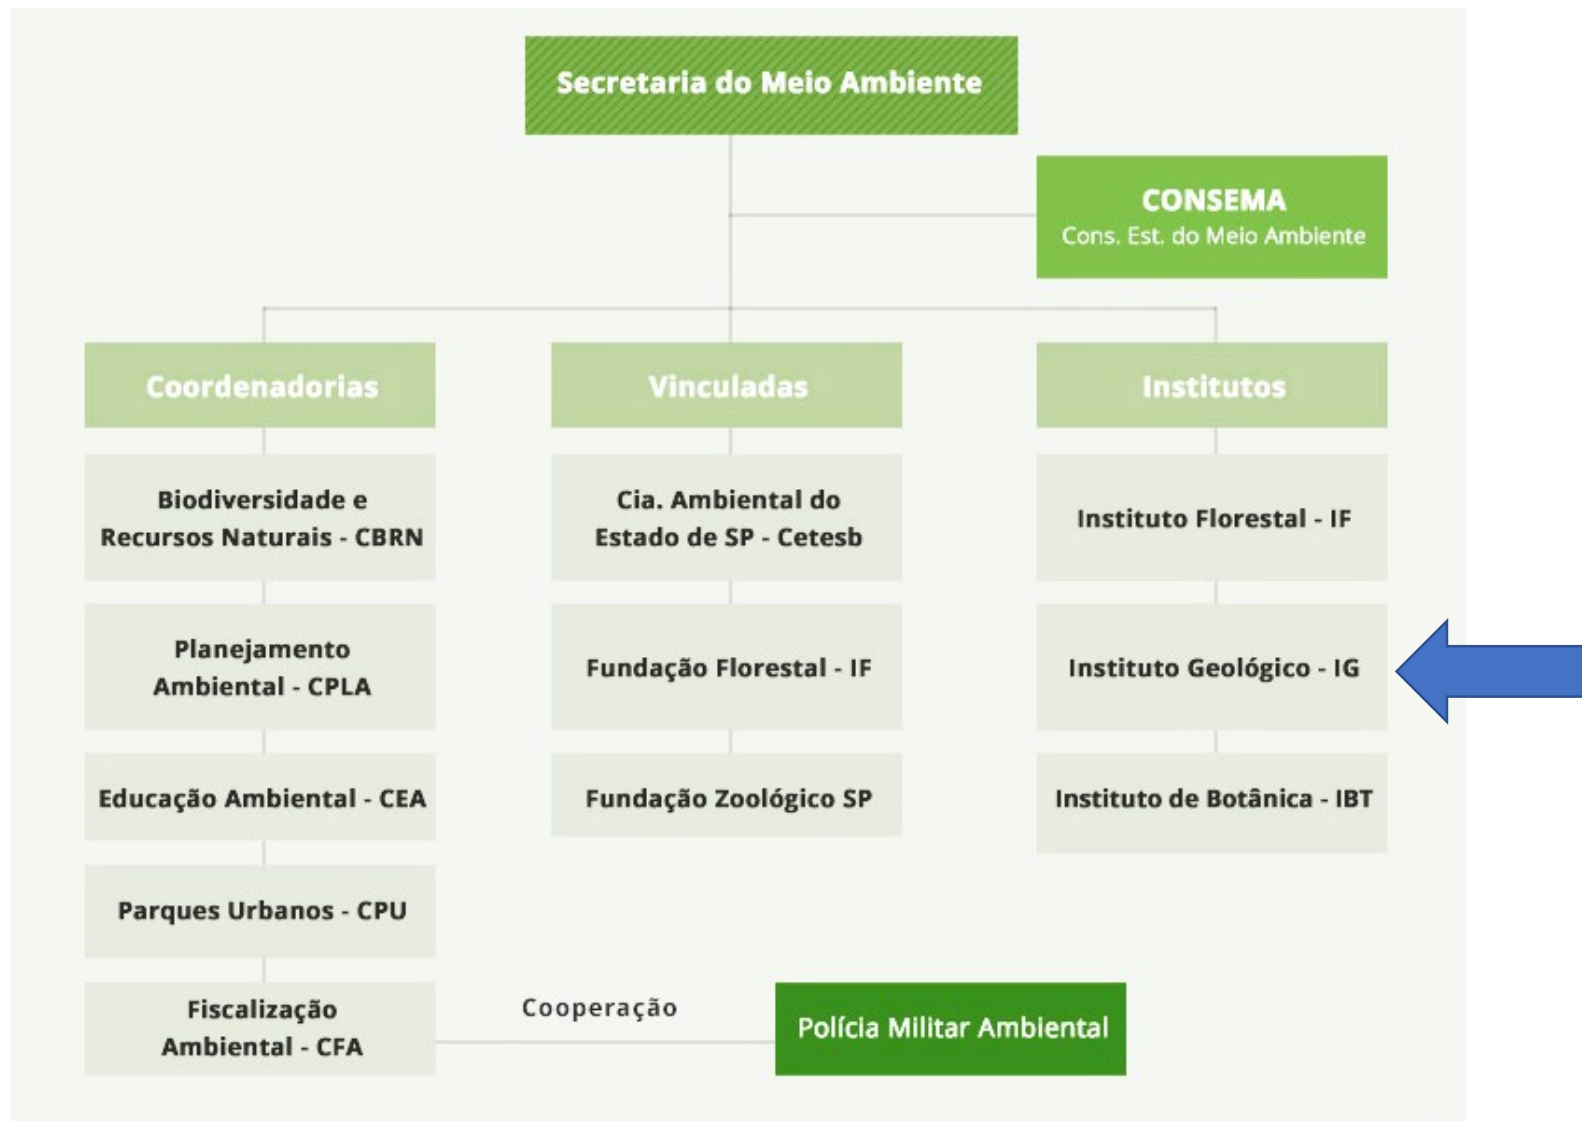 Secretaria do Meio Ambiente
CONSEMA
Cons. Est. do Meio Ambiente
Coordenadorias
Biodiversidade e
Recursos Naturais - CBRN
Planejamento
Ambiental - CPLA
Educação Ambiental - CEA
Parques Urbanos - CPU
Fiscalização
Ambiental - CFA
Cooperação
Polícia Militar Ambiental
Vinculadas
Cia. Ambiental do
Estado de SP - Cetesb
Fundação Florestal - IF
Fundação Zoológico SP
Institutos
Instituto Florestal - IF
Instituto Geológico - IG
Instituto de Botânica - IBT